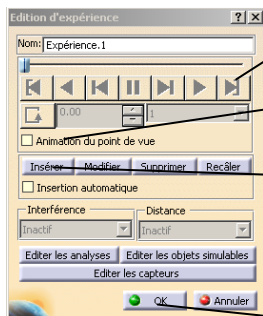 Edition d'expérience
Nom: Expérience.1
0.00 1
Animation du point de vue
Insérer Modifier Supprimer Recâler
Insertion automatique
Interférence Distance
Inactif Inactif
Editer les analyses Editer les objets simulables
Editer les capteurs
OK Annuler